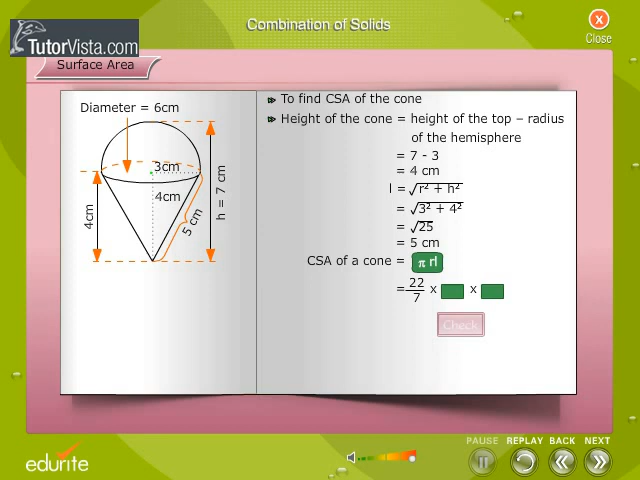 Combination of Solids
Close
TutorVista.com
Surface Area
Diameter = 6cm
3cm
4cm
4cm
5 cm
h = 7 cm
To find CSA of the cone
Height of the cone = height of the top – radius
of the hemisphere
= 7 - 3
= 4 cm
l = √r² + h²
= √3² + 4²
= √25
= 5 cm
CSA of a cone = π rl
= 22/7 x x
Check
PAUSE REPLAY BACK NEXT
edurite